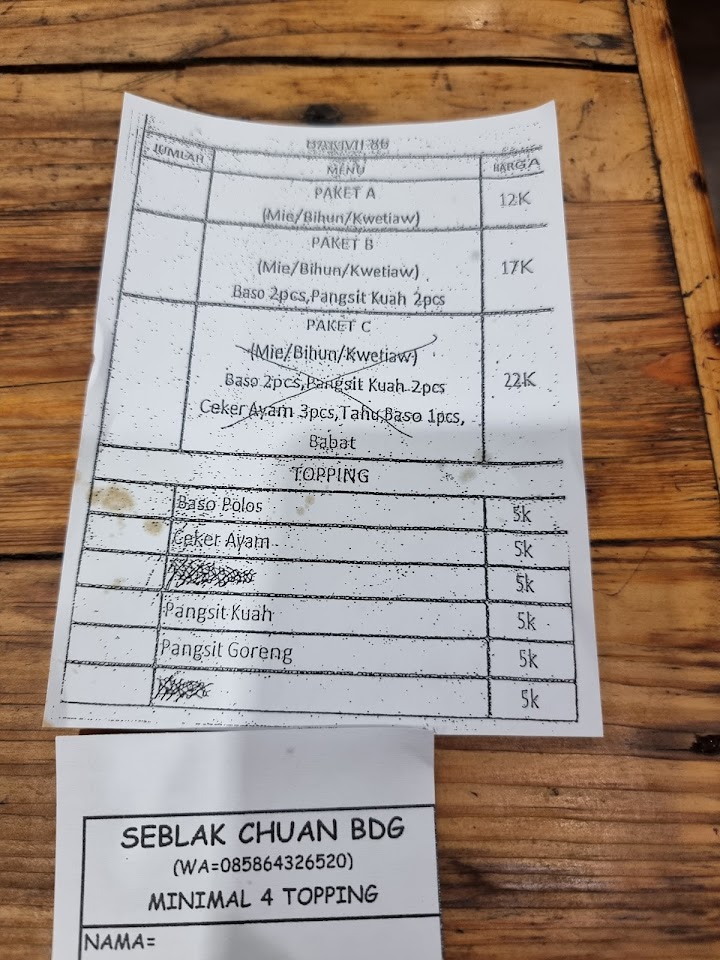 BAKMII 86
JUMLAH MENU HARGA
PAKET A
(Mie/Bihun/Kwetiaw) 12K
PAKET B
(Mie/Bihun/Kwetiaw) 17K
Baso 2pcs,Pangsit Kuah 2pcs
PAKET C
(Mie/Bihun/Kwetiaw)
Baso 2pcs,Pangsit Kuah 2pcs 22K
Ceker Ayam 3pcs,Tahu Baso 1pcs,
Babat
TOPPING
Baso Polos 5k
Ceker Ayam 5k
5k
Pangsit Kuah 5k
Pangsit Goreng 5k
5k
SEBLAK CHUAN BDG
(WA=085864326520)
MINIMAL 4 TOPPING
NAMA=